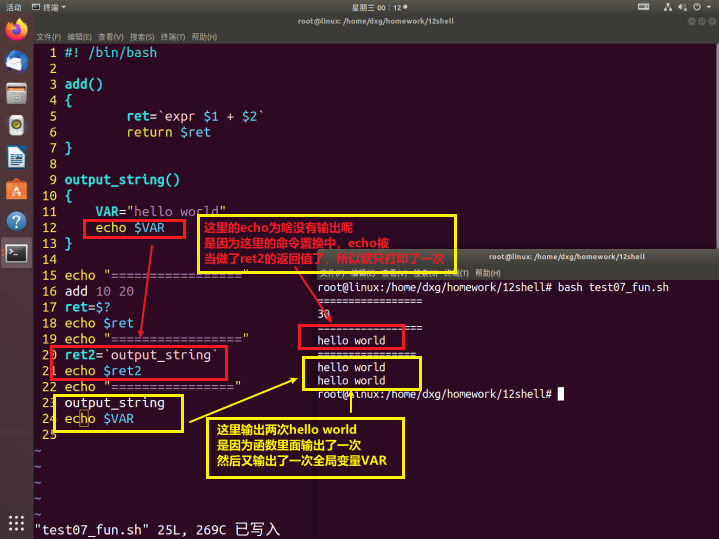 活动 终端 星期三 00:12
root@linux: /home/dxg/homework/12shell
文件(F) 编辑(E) 查看(V) 搜索(S) 终端(T) 帮助(H)
1 #! /bin/bash
2
3 add()
4 {
5 ret=`expr $1 + $2`
6 return $ret
7 }
8
9 output_string()
10 {
11 VAR="hello world"
12 echo $VAR
13 }
14
15 echo "================="
16 add 10 20
17 ret=$?
18 echo $ret
19 echo "================="
20 ret2=`output_string`
21 echo $ret2
22 echo "==============="
23 output_string
24 echo $VAR
25
~
~
~
~
~
~
"test07_fun.sh" 25L, 269C 已写入
这里的echo为啥没有输出呢
是因为这里的命令置换中，echo被
当做了ret2的返回值了，所以就只打印了一次
root@linux: /home/dxg/homework/12shell
文件(F) 编辑(E) 查看(V) 搜索(S) 终端(T) 帮助(H)
root@linux:/home/dxg/homework/12shell# bash test07_fun.sh
=================
30
=================
hello world
===============
hello world
hello world
root@linux:/home/dxg/homework/12shell#
这里输出两次hello world
是因为函数里面输出了一次
然后又输出了一次全局变量VAR